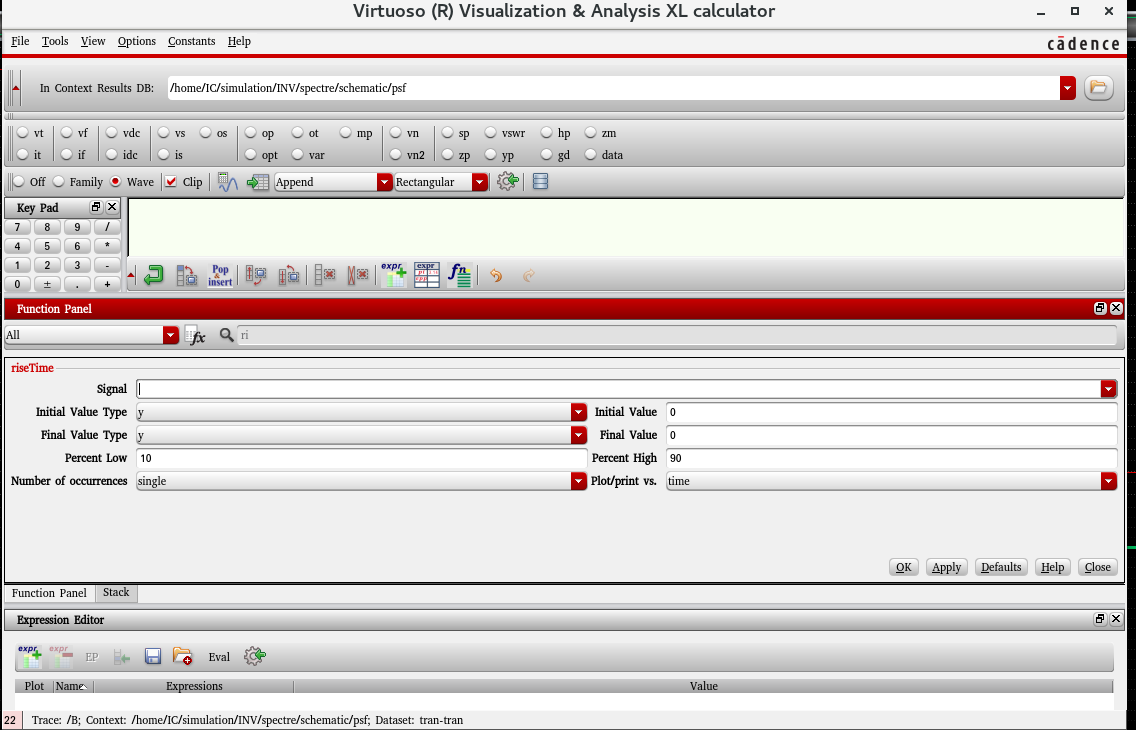 Virtuoso (R) Visualization & Analysis XL calculator
File Tools View Options Constants Help
cādence
In Context Results DB: /home/IC/simulation/INV/spectre/schematic/psf
vt vf vdc vs os op ot mp vn sp vswr hp zm
it if idc is opt var vn2 zp yp gd data
Off Family Wave Clip Append Rectangular
Key Pad
7 8 9 /
4 5 6 *
1 2 3 -
0 ± . +
Pop & insert expr expr fn
Function Panel
All fx ri
riseTime
Signal
Initial Value Type y Initial Value 0
Final Value Type y Final Value 0
Percent Low 10 Percent High 90
Number of occurrences single Plot/print vs. time
OK Apply Defaults Help Close
Function Panel Stack
Expression Editor
expr expr EP Eval
Plot Name Expressions Value
22 Trace: /B; Context: /home/IC/simulation/INV/spectre/schematic/psf; Dataset: tran-tran